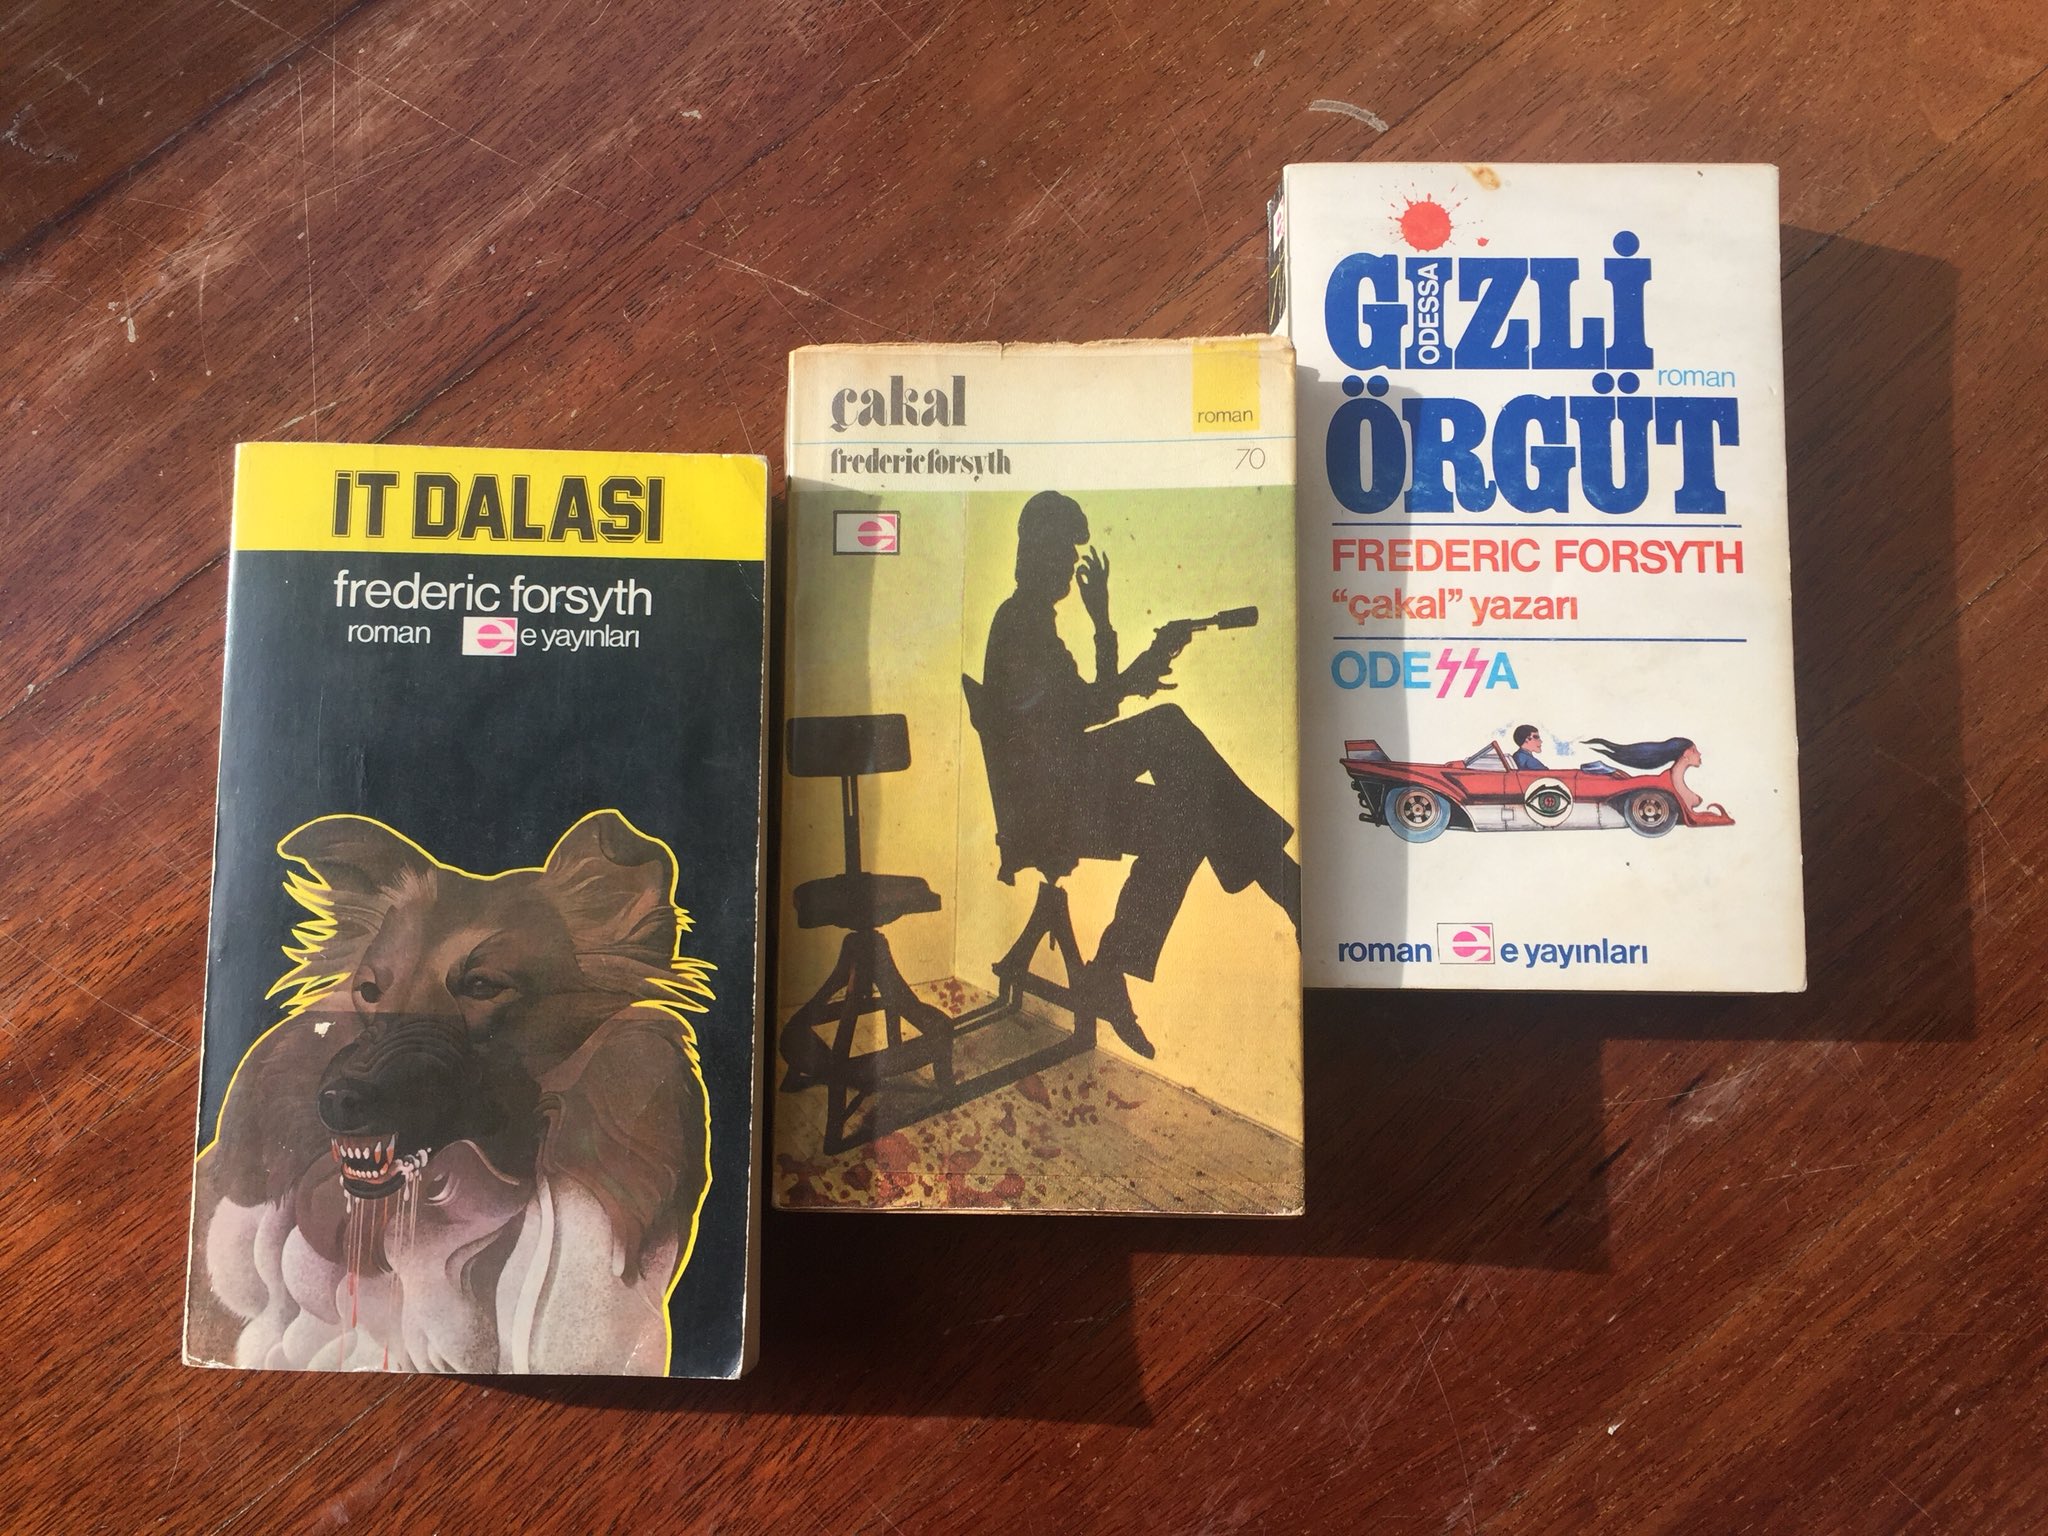 İT DALAŞI
frederic forsyth
roman e e yayınları
çakal
roman
frederic forsyth
70
e
GIZLİ
ODESSA
roman
ÖRGÜT
FREDERIC FORSYTH
“çakal” yazarı
ODESSA
roman e e yayınları